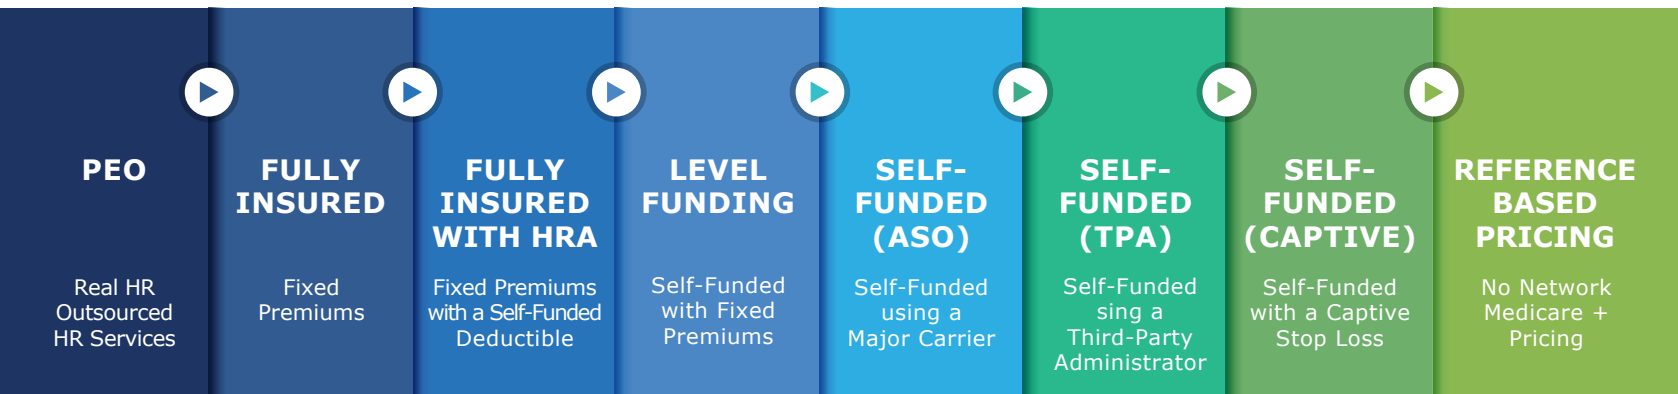 PEO
Real HR
Outsourced
HR Services
FULLY
INSURED
Fixed
Premiums
FULLY
INSURED
WITH HRA
Fixed Premiums
with a Self-Funded
Deductible
LEVEL
FUNDING
Self-Funded
with Fixed
Premiums
SELF-
FUNDED
(ASO)
Self-Funded
using a
Major Carrier
SELF-
FUNDED
(TPA)
Self-Funded
sing a
Third-Party
Administrator
SELF-
FUNDED
(CAPTIVE)
Self-Funded
with a Captive
Stop Loss
REFERENCE
BASED
PRICING
No Network
Medicare +
Pricing